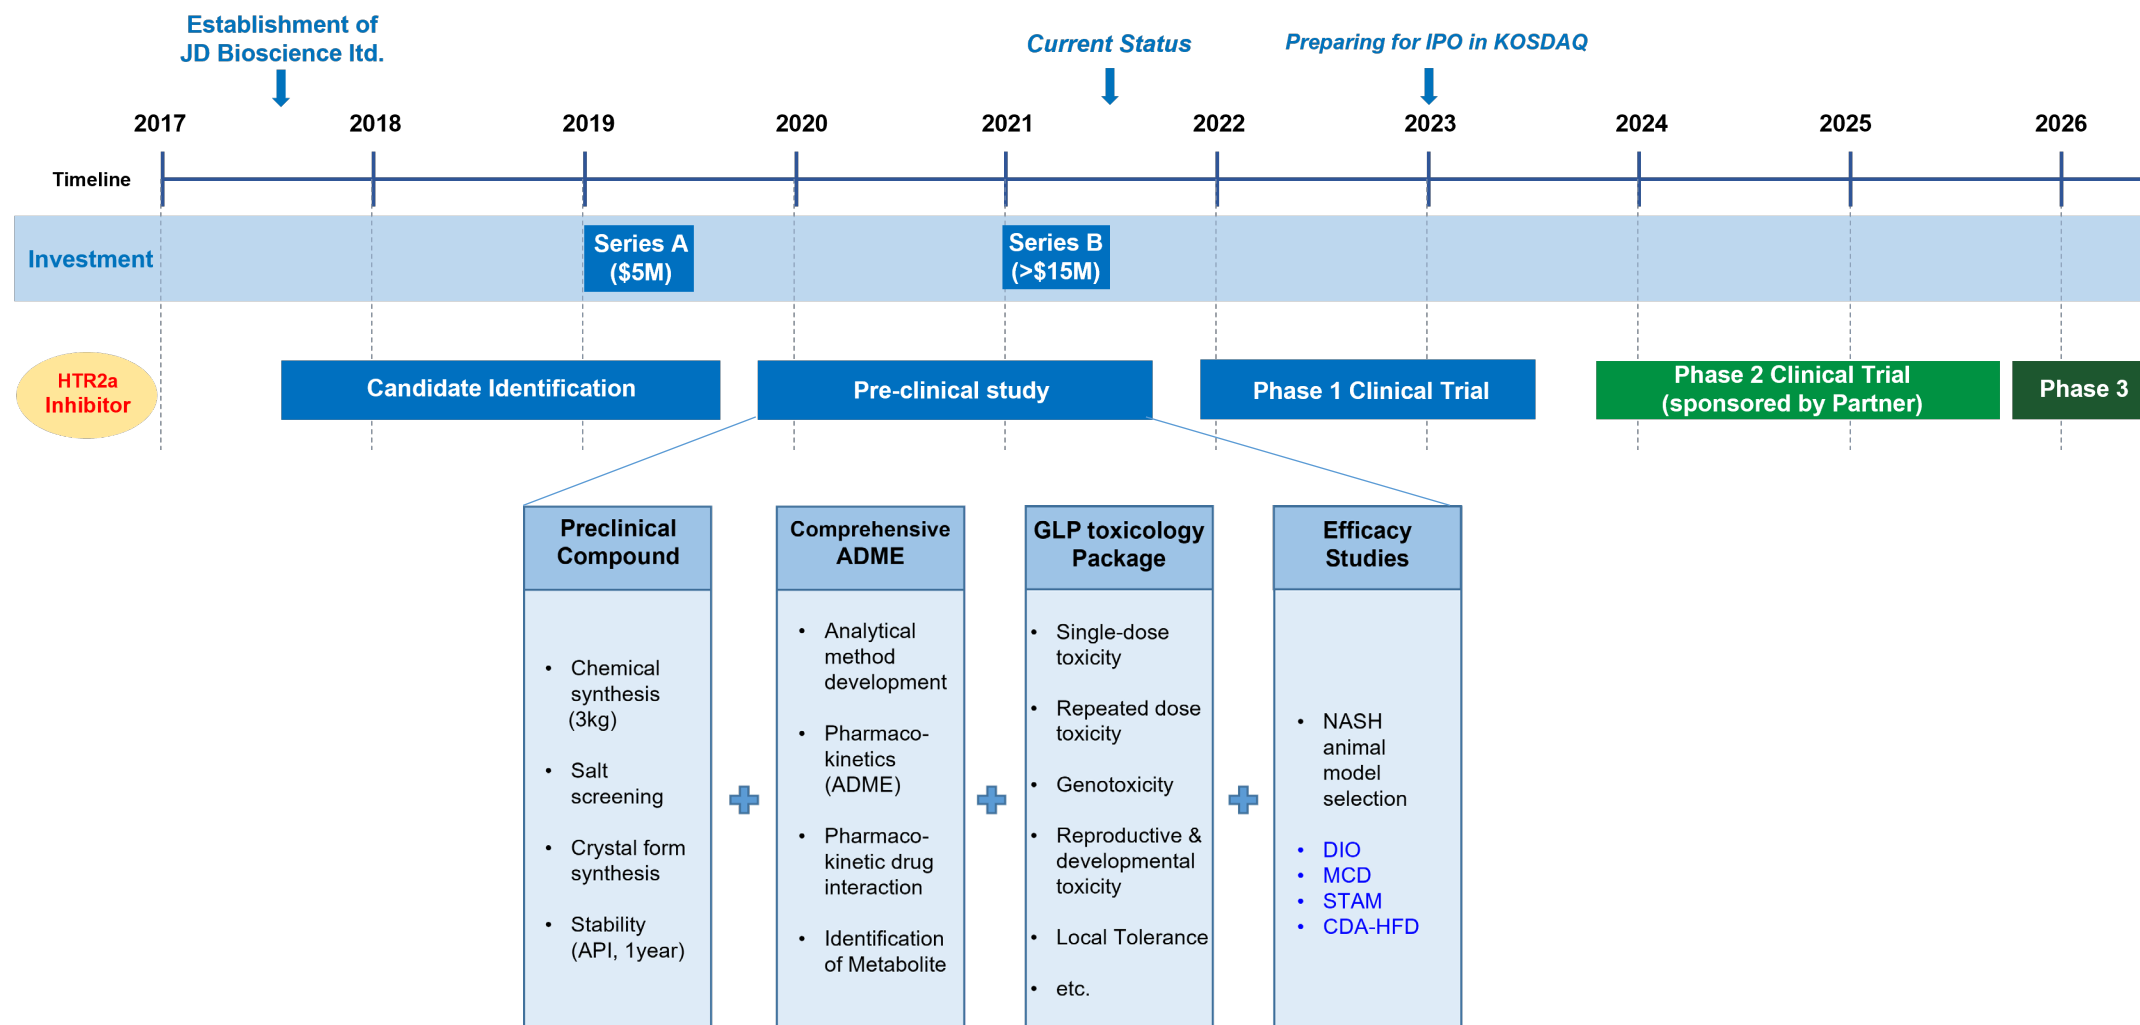 Establishment of
JD Bioscience ltd.
Current Status
Preparing for IPO in KOSDAQ
2017
2018
2019
2020
2021
2022
2023
2024
2025
2026
Timeline
Investment
Series A
($5M)
Series B
(>$15M)
HTR2a
Inhibitor
Candidate Identification
Pre-clinical study
Phase 1 Clinical Trial
Phase 2 Clinical Trial
(sponsored by Partner)
Phase 3
Preclinical
Compound
• Chemical
synthesis
(3kg)
• Salt
screening
• Crystal form
synthesis
• Stability
(API, 1year)
Comprehensive
ADME
• Analytical
method
development
• Pharmaco-
kinetics
(ADME)
• Pharmaco-
kinetic drug
interaction
• Identification
of Metabolite
GLP toxicology
Package
• Single-dose
toxicity
• Repeated dose
toxicity
• Genotoxicity
• Reproductive &
developmental
toxicity
• Local Tolerance
• etc.
Efficacy
Studies
• NASH
animal
model
selection
• DIO
• MCD
• STAM
• CDA-HFD